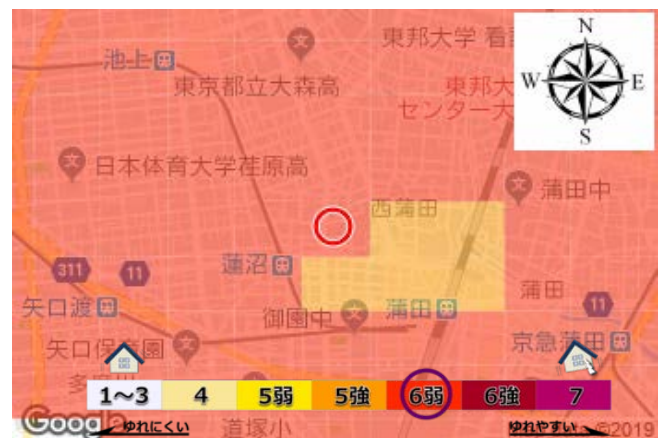 N
池上
東邦大学 看
東京都立大森高
東邦大
センター大
W
E
S
日本体育大学荏原高
西蒲田
蒲田中
311
11
蓮沼
矢口渡
御園中
蒲田
蒲田
11
矢口保育園
京急蒲田
1~3
4
5弱
5強
6弱
6強
7
ゆれにくい
道塚小
ゆれやすい
©2019